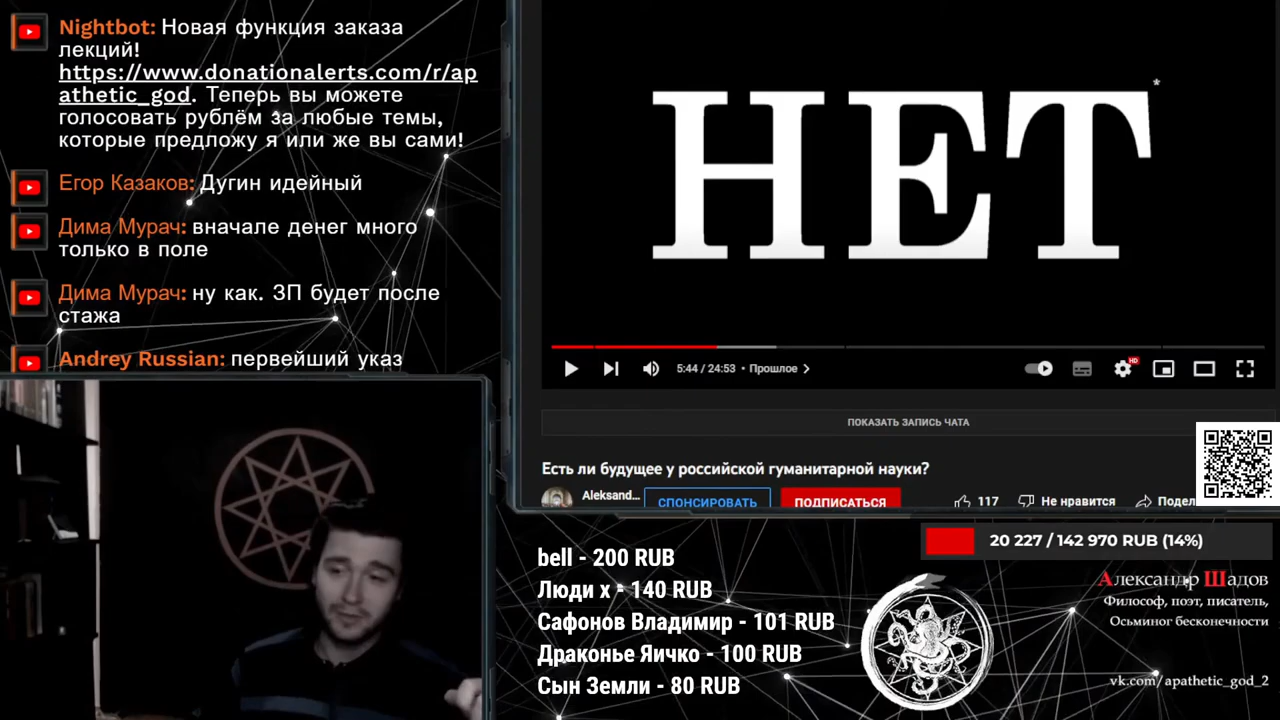 Nightbot: Новая функция заказа
лекций!
https://www.donationalerts.com/r/ap
athetic_god. Теперь вы можете
голосовать рублём за любые темы,
которые предложу я или же вы сами!
Егор Казаков: Дугин идейный
Дима Мурач: вначале денег много
только в поле
Дима Мурач: ну как. ЗП будет после
стажа
Andrey Russian: первейший указ
НЕТ*
5:44 / 24:53 • Прошлое
HD
ПОКАЗАТЬ ЗАПИСЬ ЧАТА
Есть ли будущее у российской гуманитарной науки?
Aleksand...
СПОНСИРОВАТЬ
ПОДПИСАТЬСЯ
117
Не нравится
Подел
20 227 / 142 970 RUB (14%)
bell - 200 RUB
Люди х - 140 RUB
Сафонов Владимир - 101 RUB
Драконье Яичко - 100 RUB
Сын Земли - 80 RUB
Александр Шадов
Философ, поэт, писатель,
Осьминог бесконечности
vk.com/apathetic_god_2